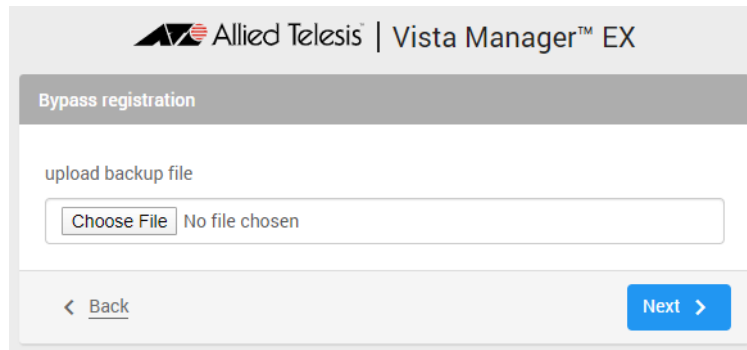 Allied Telesis | Vista Manager™ EX
Bypass registration
upload backup file
Choose File No file chosen
Back
Next